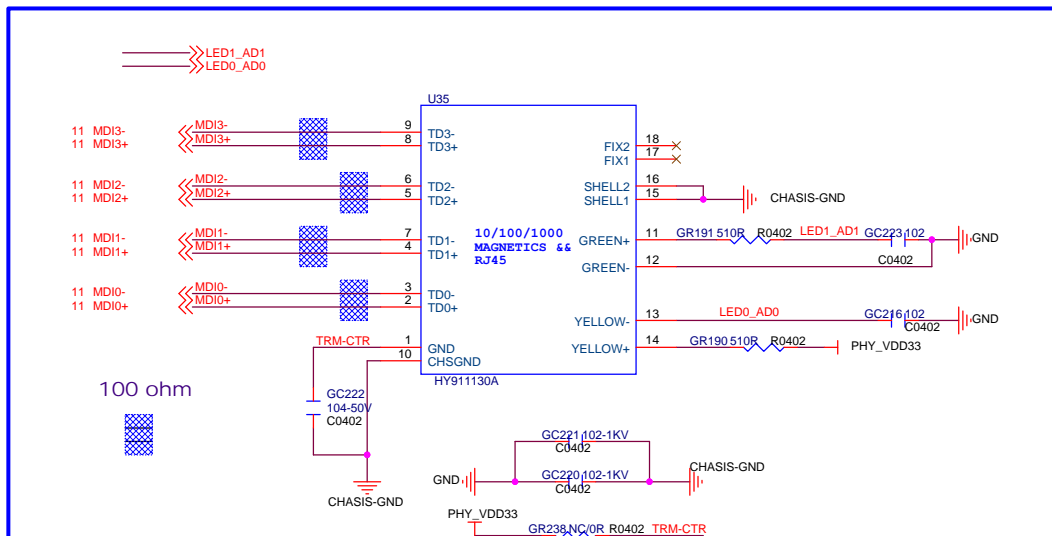 LED1_AD1
LED0_AD0
U35
11 MDI3- MDI3- 9 TD3-
11 MDI3+ MDI3+ 8 TD3+
FIX2 18
FIX1 17
11 MDI2- MDI2- 6 TD2-
11 MDI2+ MDI2+ 5 TD2+
SHELL2 16
SHELL1 15
CHASIS-GND
10/100/1000
MAGNETICS &&
RJ45
11 MDI1- MDI1- 7 TD1-
11 MDI1+ MDI1+ 4 TD1+
GREEN+ 11 GR191 510R R0402 LED1_AD1 GC223 102 GND
C0402
GREEN- 12
11 MDI0- MDI0- 3 TD0-
11 MDI0+ MDI0+ 2 TD0+
YELLOW- 13 LED0_AD0 GC216 102 GND
C0402
TRM-CTR 1 GND
10 CHSGND
YELLOW+ 14 GR190 510R R0402 PHY_VDD33
HY911130A
100 ohm
GC222
104-50V
C0402
CHASIS-GND
GC221 102-1KV
C0402
GND GC220 102-1KV CHASIS-GND
C0402
PHY_VDD33
GR238 NC/0R R0402 TRM-CTR